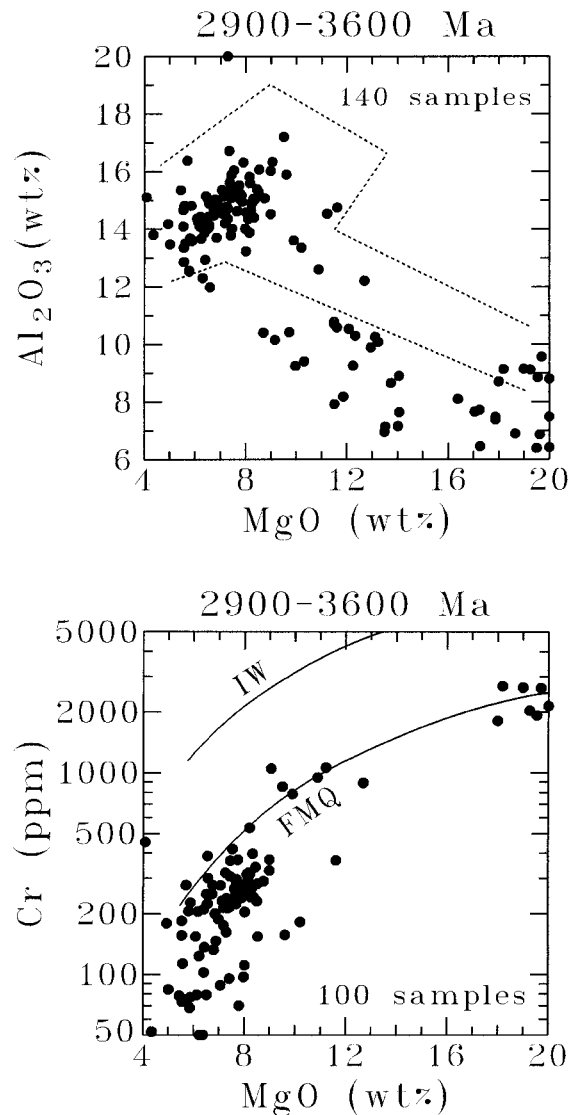 2900-3600 Ma
20
18
16
14
12
10
8
6
Al₂O₃(wt%)
140 samples
4 8 12 16 20
MgO (wt%)
2900-3600 Ma
5000
2000
1000
500
200
100
50
Cr (ppm)
IW
FMQ
100 samples
4 8 12 16 20
MgO (wt%)